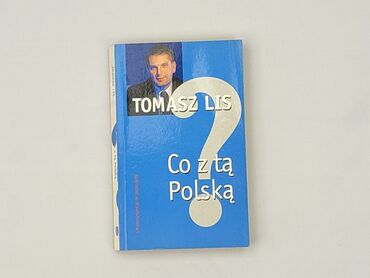 TOMASZ LIS
Co z tą
Polską
?